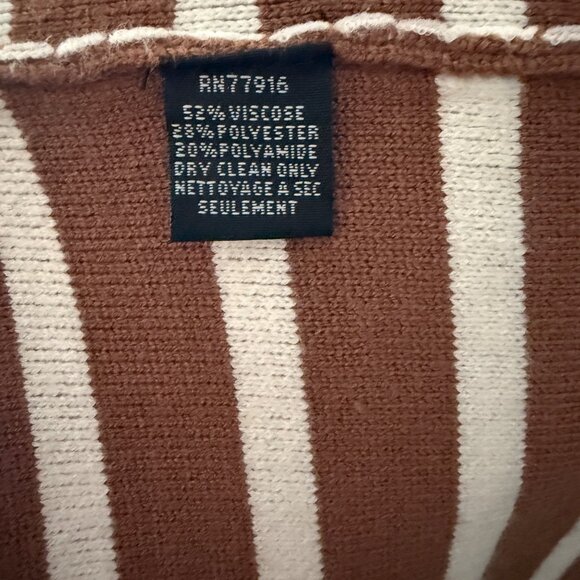 RN77916
52% VISCOSE
28% POLYESTER
20% POLYAMIDE
DRY CLEAN ONLY
NETTOYAGE A SEC
SEULEMENT